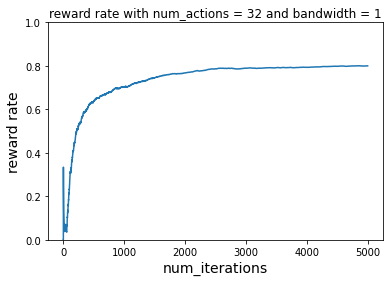 reward rate with num_actions = 32 and bandwidth = 1
1.0
0.8
0.6
0.4
0.2
0.0
reward rate
0 1000 2000 3000 4000 5000
num_iterations